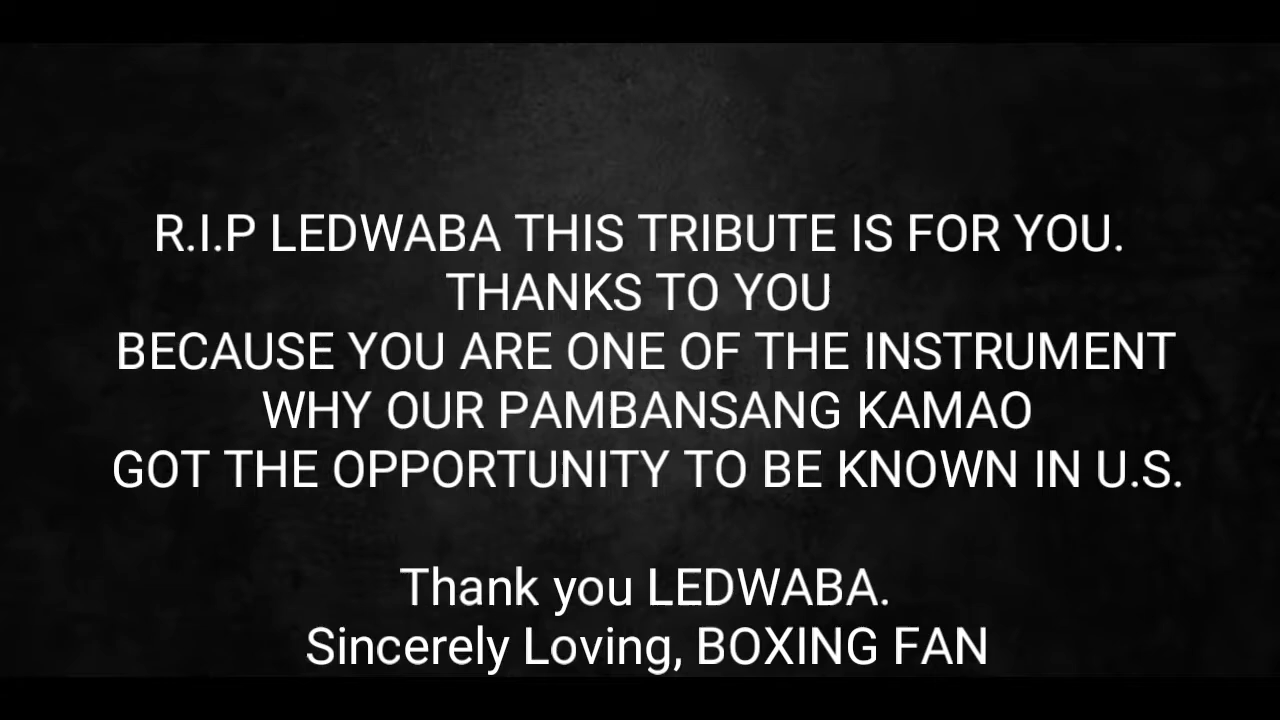 R.I.P LEDWABA THIS TRIBUTE IS FOR YOU.
THANKS TO YOU
BECAUSE YOU ARE ONE OF THE INSTRUMENT
WHY OUR PAMBANSANG KAMAO
GOT THE OPPORTUNITY TO BE KNOWN IN U.S.
Thank you LEDWABA.
Sincerely Loving, BOXING FAN